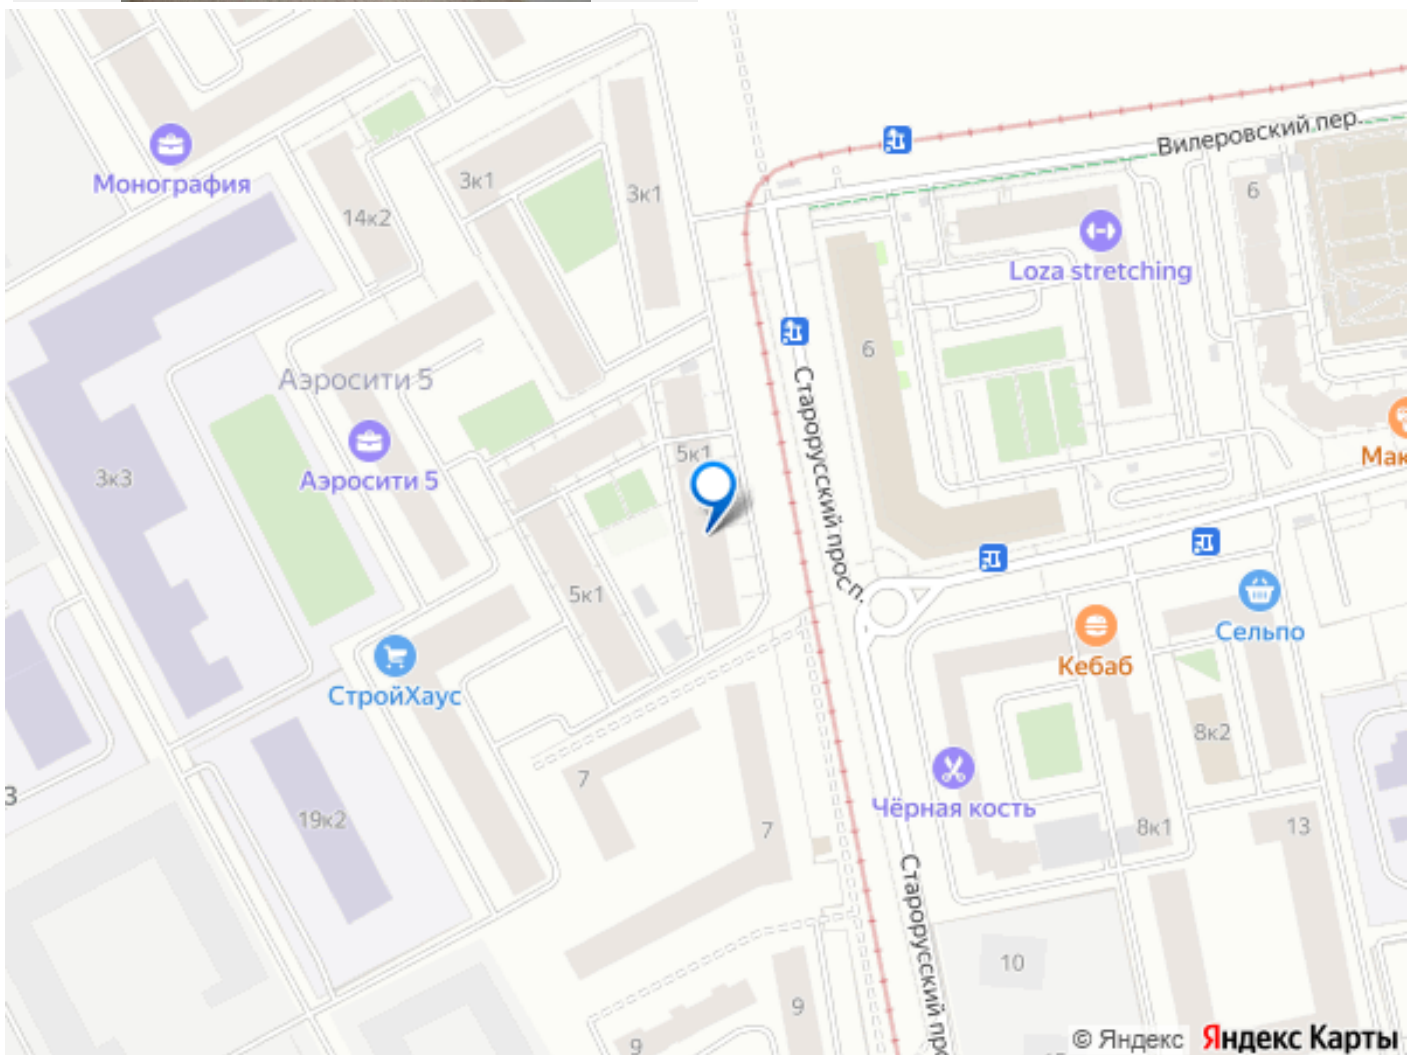 Вилеровский пер.
Монография
3к1
3к1
14к2
6
Loza stretching
6
Аэросити 5
Старорусский просп.
5к1
Мак
Аэросити 5
3к3
5к1
Сельпо
Кебаб
СтройХаус
8к2
7
3
Чёрная кость
19к2
7
8к1
13
Старорусский про
10
9
9
© Яндекс Яндекс Карты